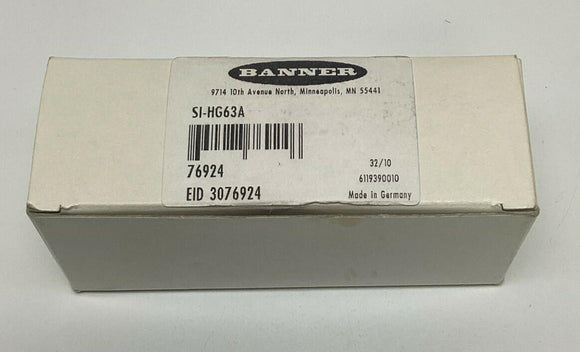 BANNER
9714 10th Avenue North, Minneapolis, MN 55441
SI-HG63A
76924
EID 3076924
32/10
6119390010
Made in Germany